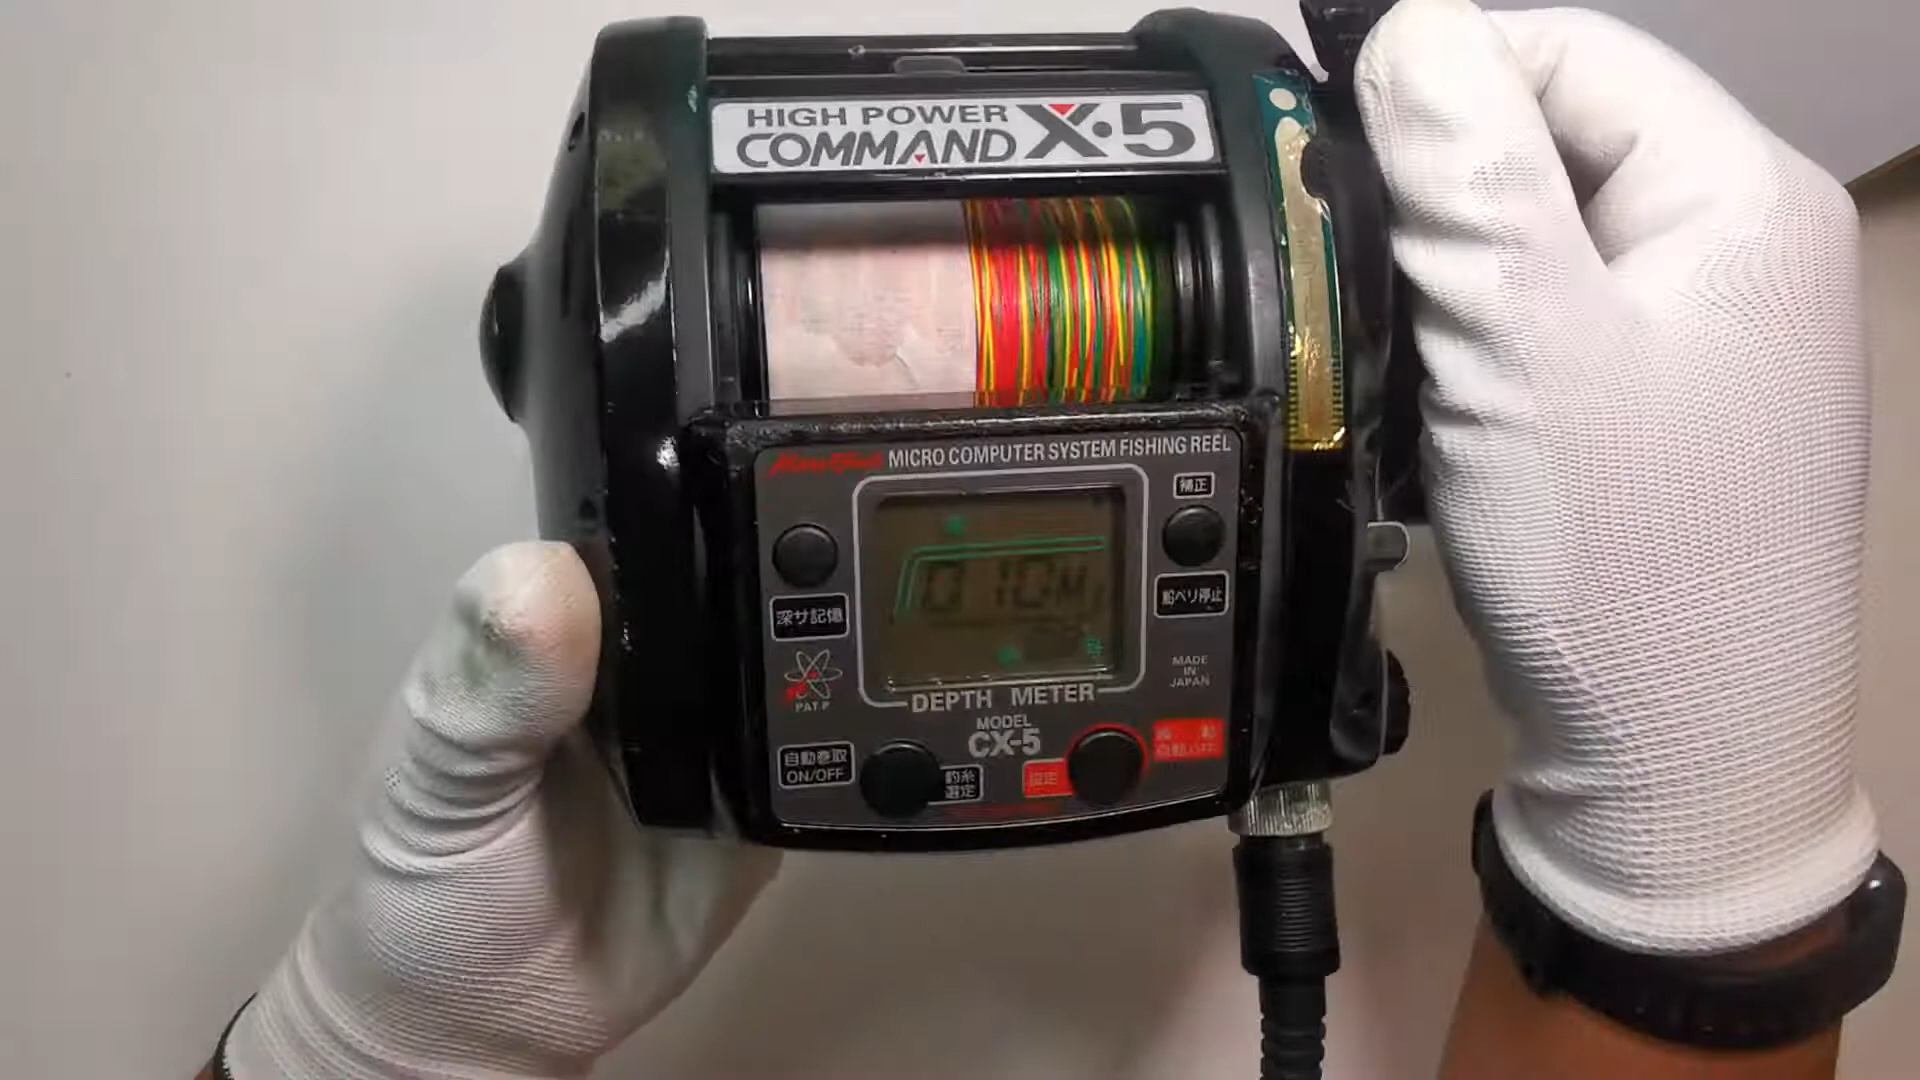 HIGH POWER
COMMAND X·5
MICRO COMPUTER SYSTEM FISHING REEL
補正
深サ記憶
船ベリ停止
0.10M
PAT.P
MADE
IN
JAPAN
DEPTH METER
MODEL
CX-5
自動巻取
ON/OFF
釣糸
選定
設定